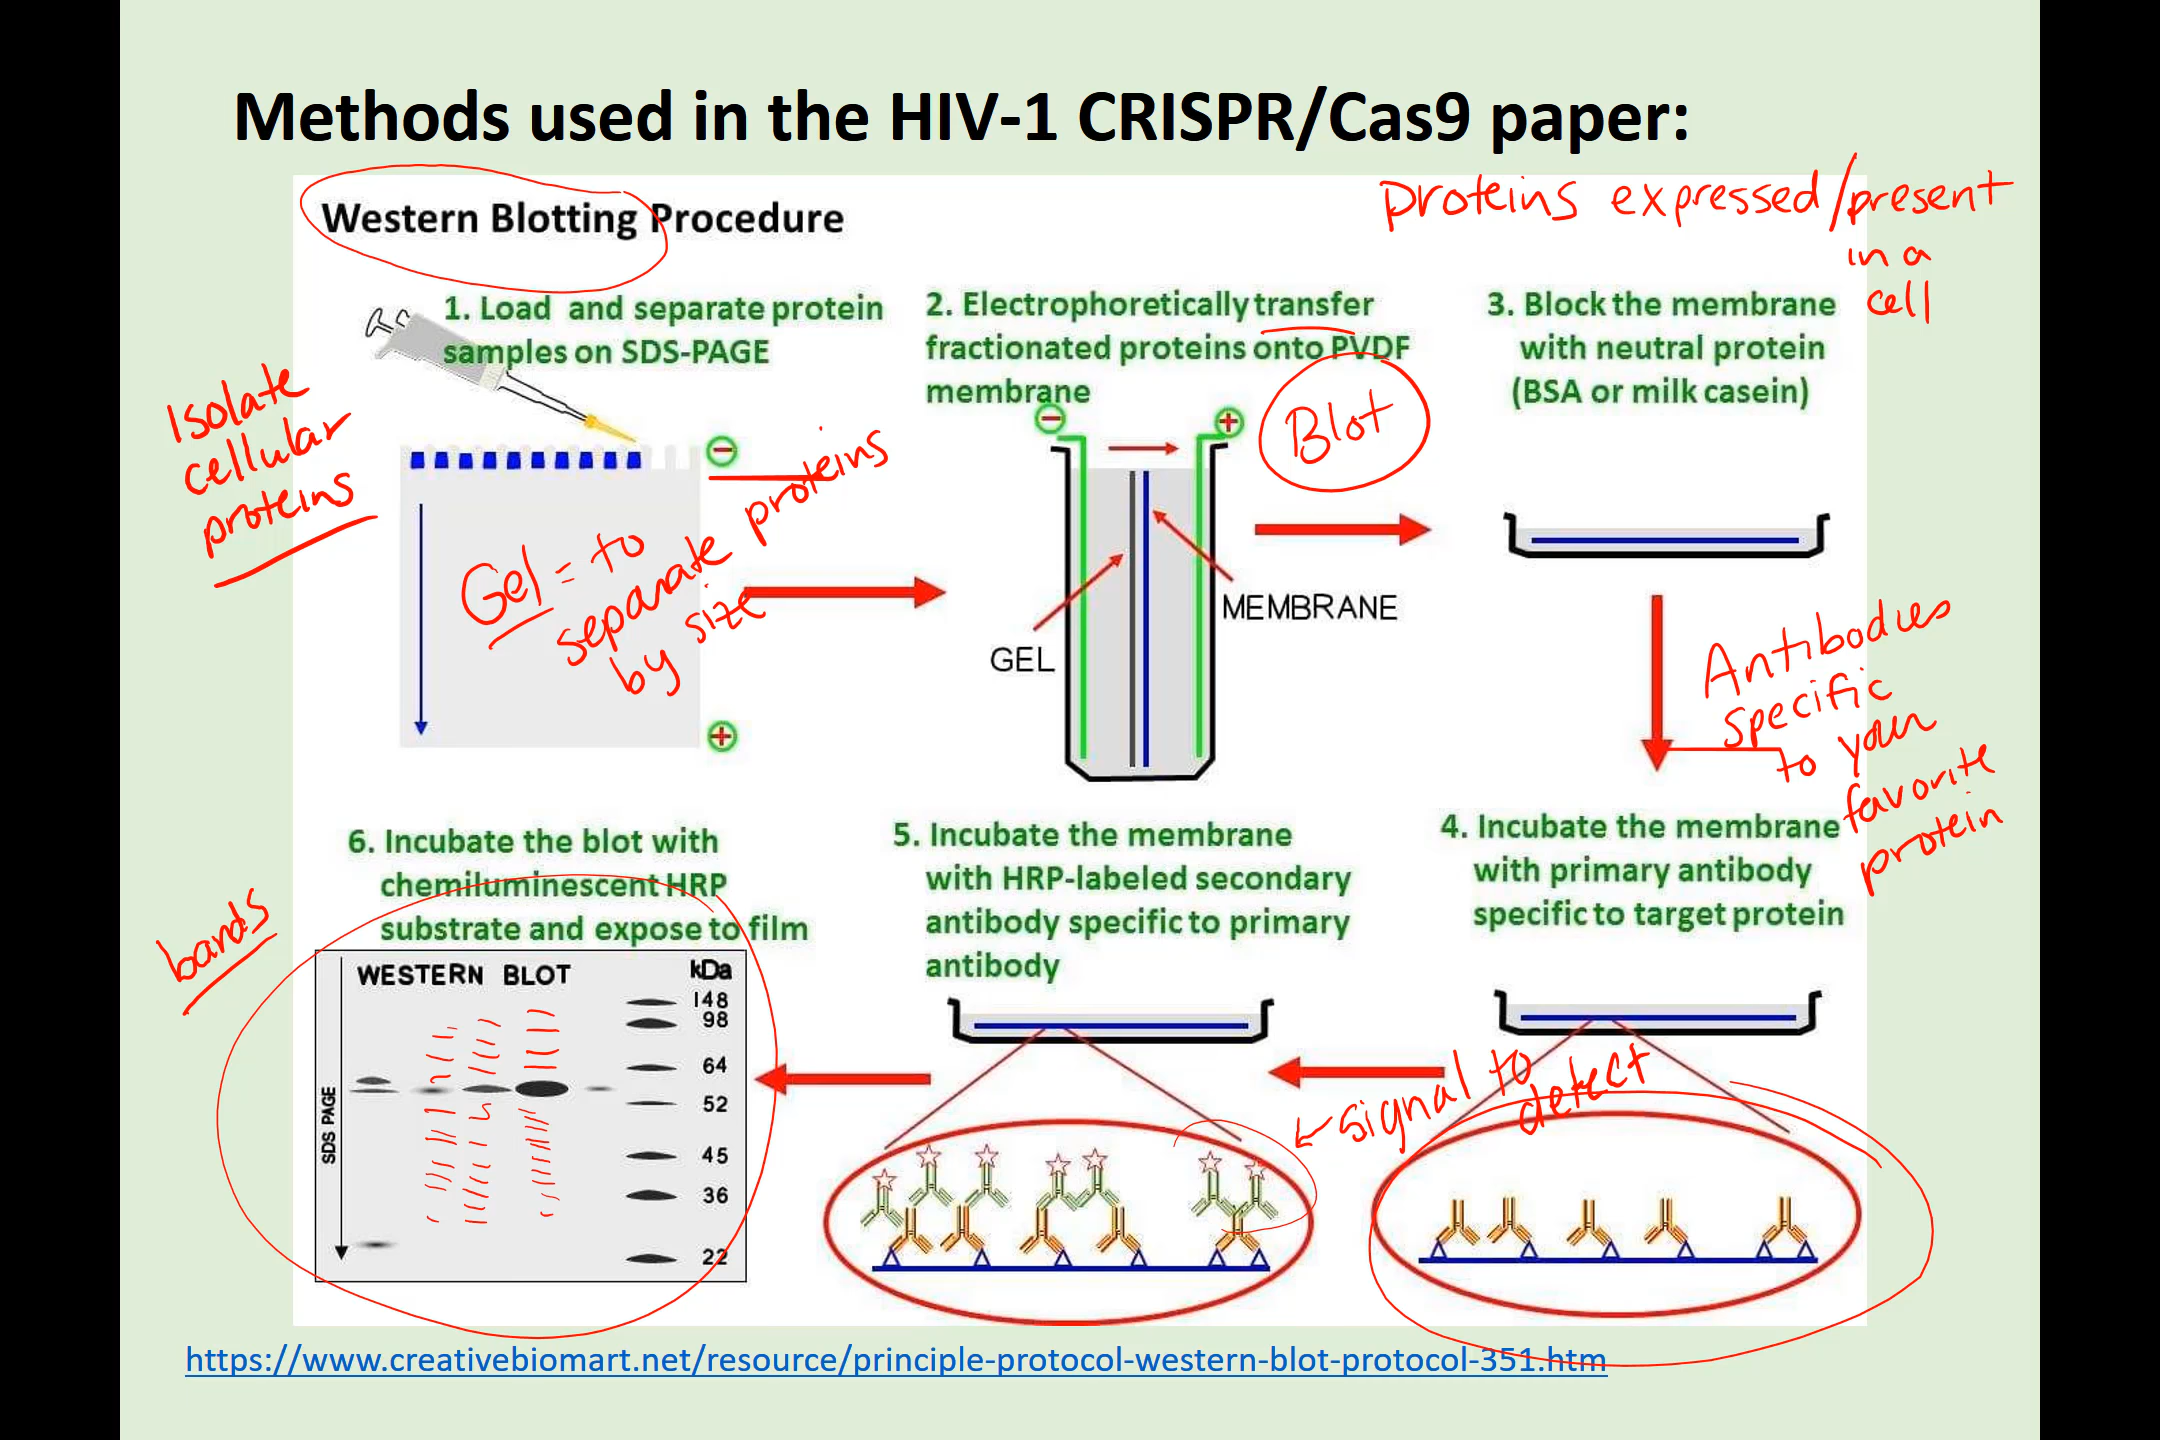 Methods used in the HIV-1 CRISPR/Cas9 paper:
Western Blotting Procedure
proteins expressed/present
in a
cell
1. Load and separate protein
samples on SDS-PAGE
Isolate
cellular
proteins
−
Gel = to
separate proteins
by size
+
2. Electrophoretically transfer
fractionated proteins onto PVDF
membrane
Blot
−
+
GEL
MEMBRANE
3. Block the membrane
with neutral protein
(BSA or milk casein)
Antibodies
specific
to your
favorite
protein
4. Incubate the membrane
with primary antibody
specific to target protein
5. Incubate the membrane
with HRP-labeled secondary
antibody specific to primary
antibody
signal to
detect
6. Incubate the blot with
chemiluminescent HRP
substrate and expose to film
bands
WESTERN BLOT
kDa
148
98
64
52
45
36
22
SDS PAGE
https://www.creativebiomart.net/resource/principle-protocol-western-blot-protocol-351.htm